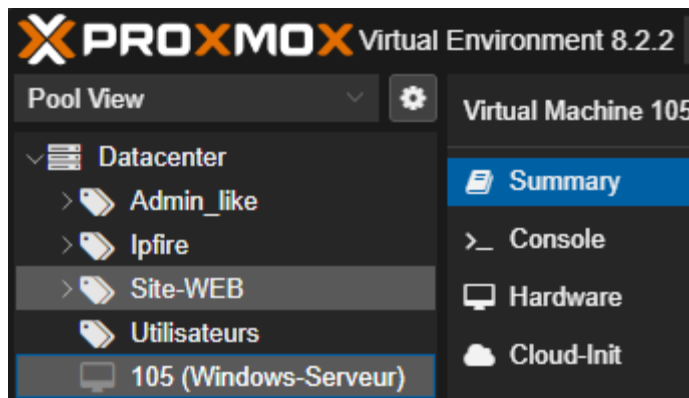 PROXMOX Virtual Environment 8.2.2
Pool View
Virtual Machine 105
Datacenter
Admin_like
Ipfire
Site-WEB
Utilisateurs
105 (Windows-Serveur)
Summary
>_ Console
Hardware
Cloud-Init